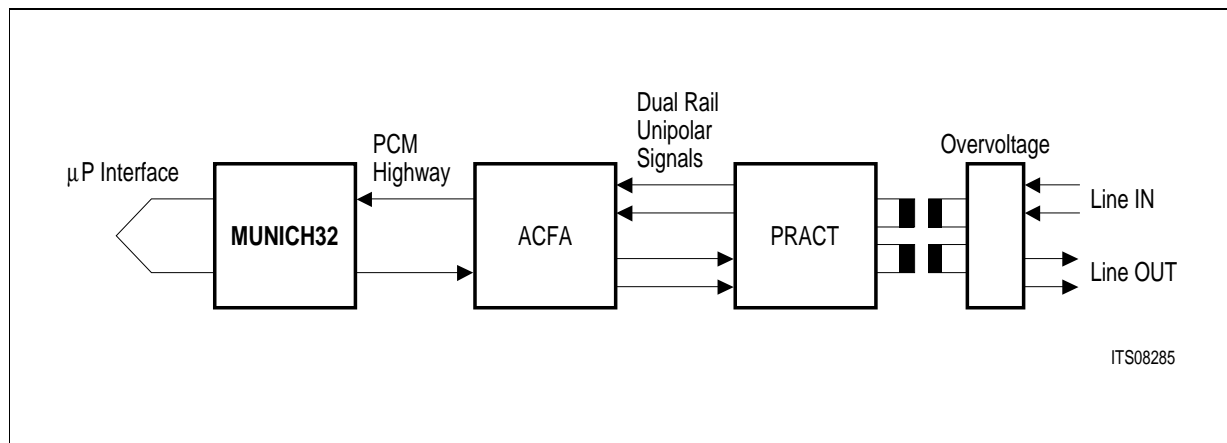 μP Interface
MUNICH32
PCM
Highway
ACFA
Dual Rail
Unipolar
Signals
PRACT
Overvoltage
Line IN
Line OUT
ITS08285